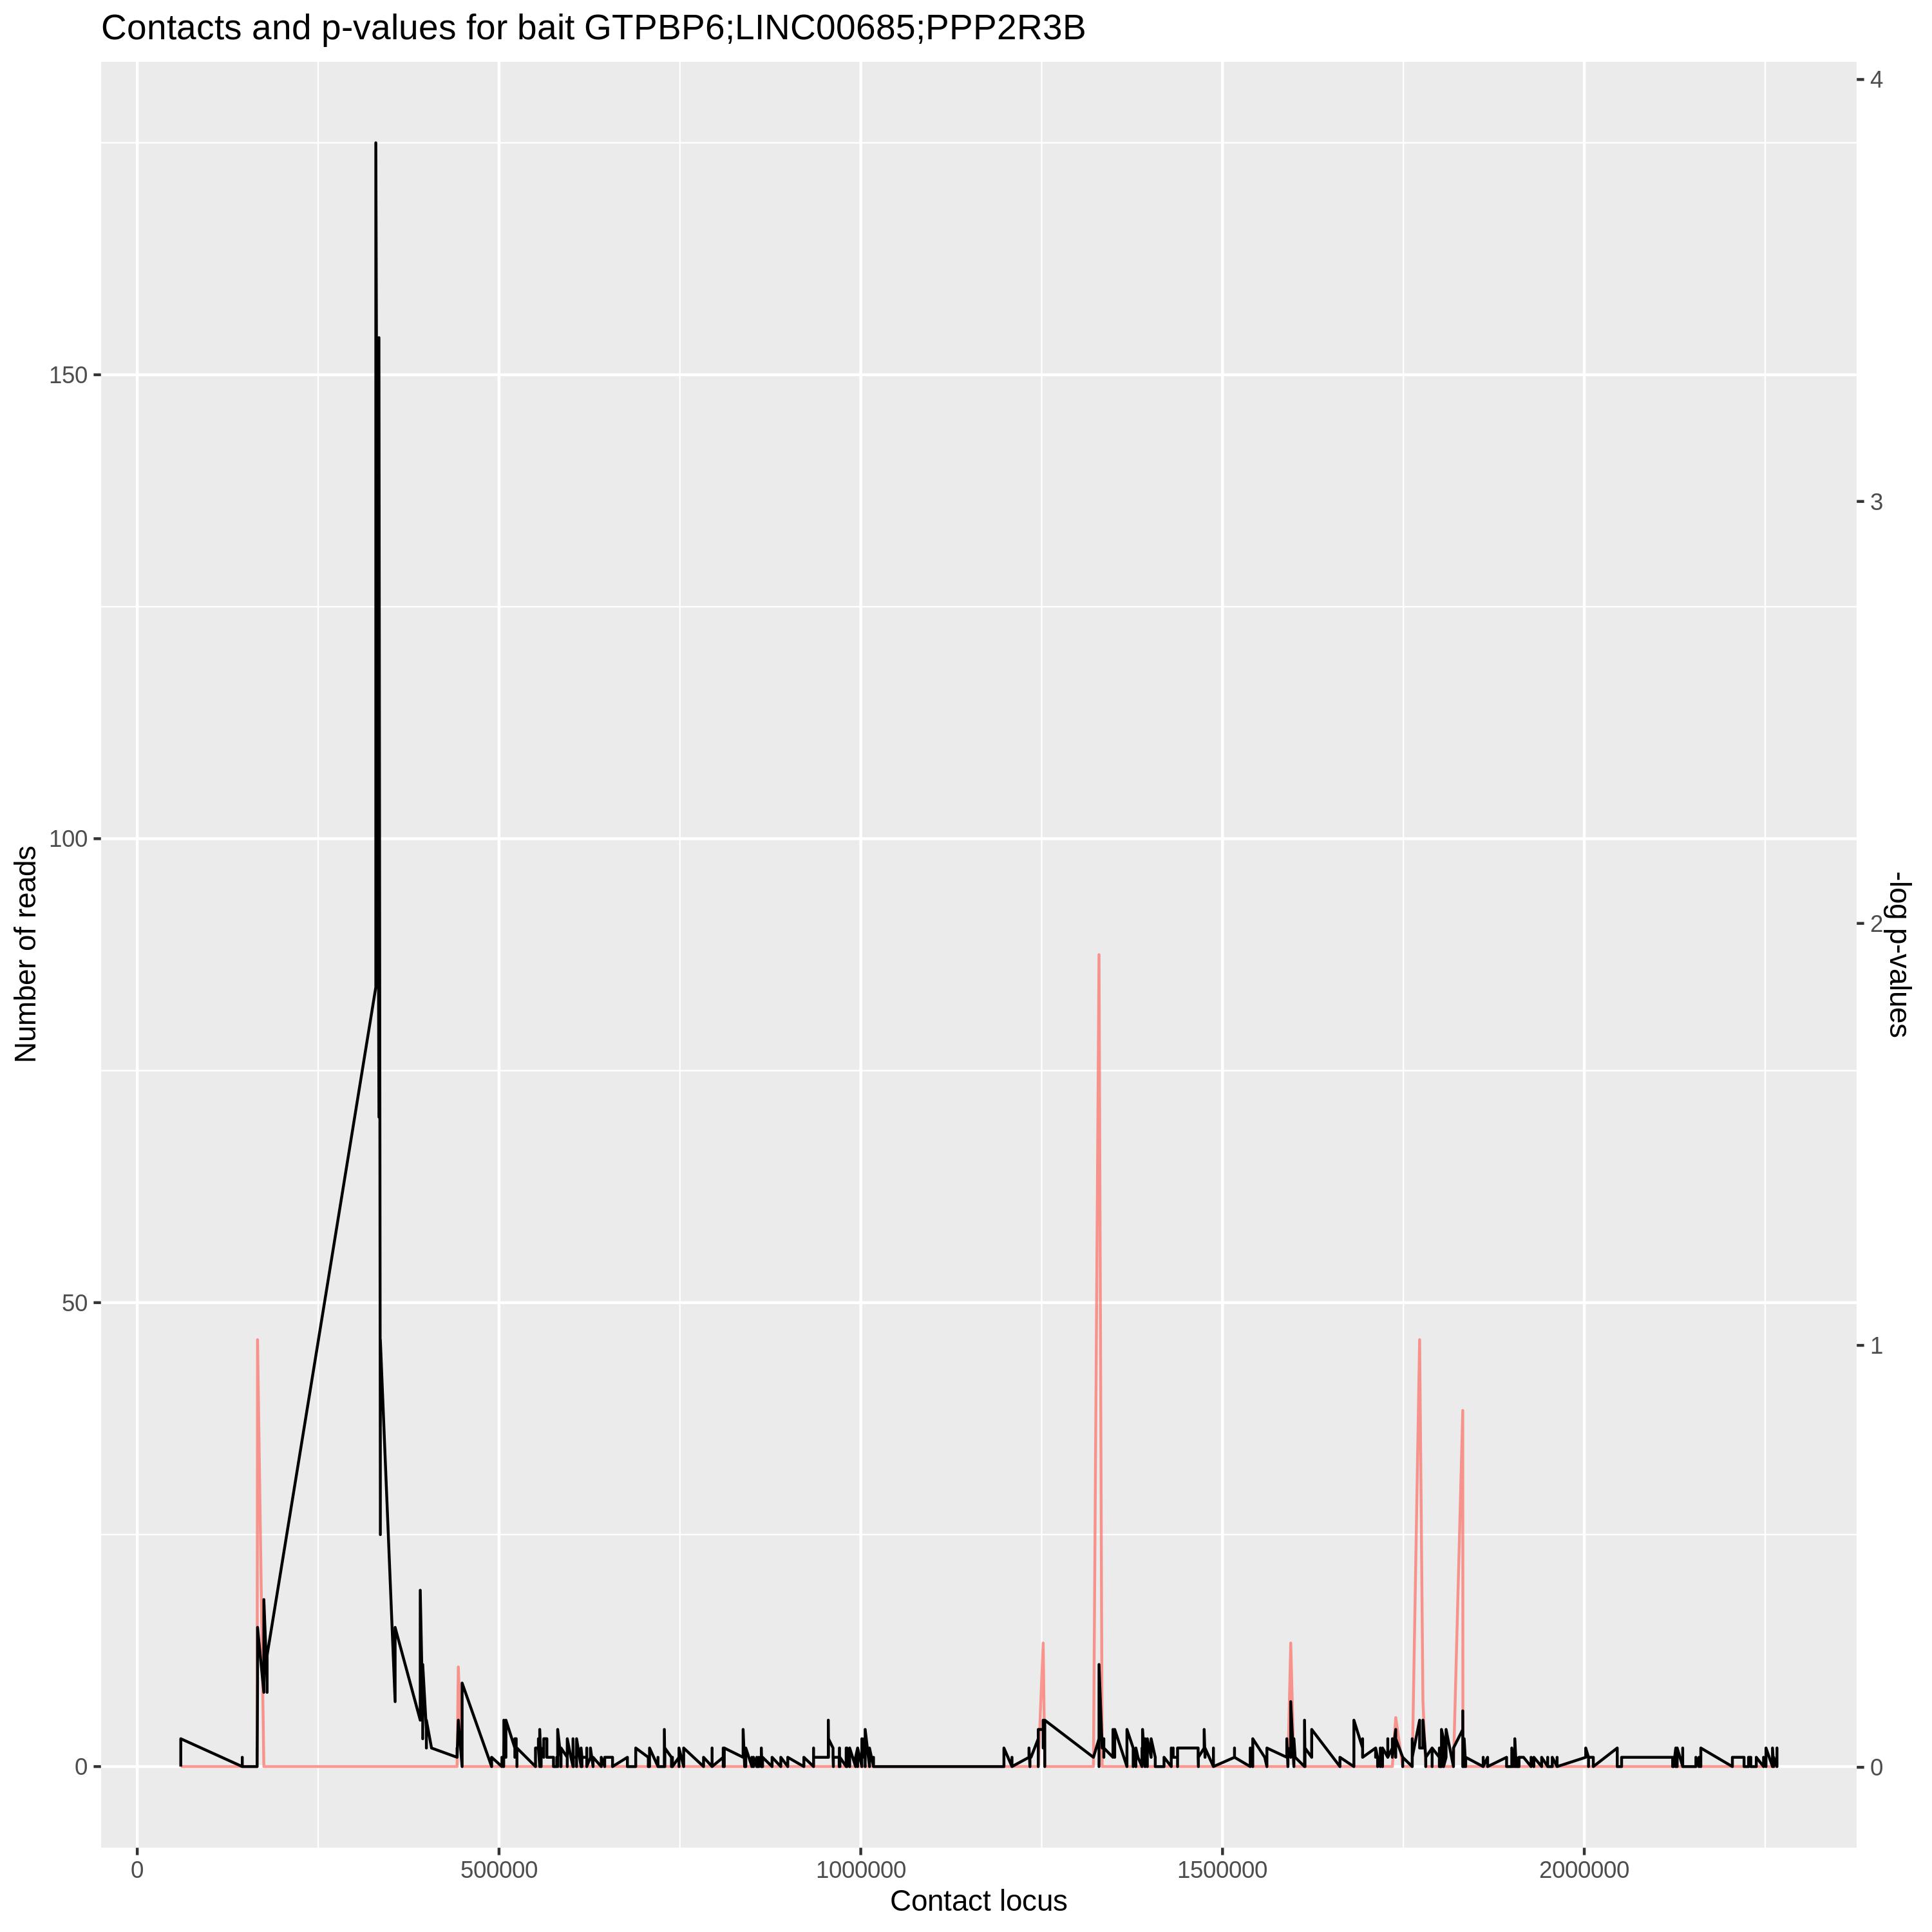 Contacts and p-values for bait GTPBP6;LINC00685;PPP2R3B
Number of reads
150
100
50
0
4
3
2
1
0
-log p-values
0 500000 1000000 1500000 2000000
Contact locus